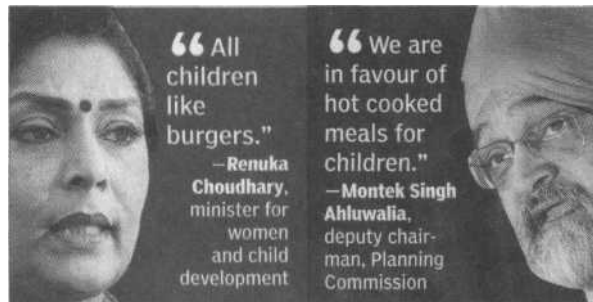 “ All
children
like
burgers.”
—Renuka
Choudhary,
minister for
women
and child
development
“ We are
in favour of
hot cooked
meals for
children.”
—Montek Singh
Ahluwalia,
deputy chair-
man, Planning
Commission